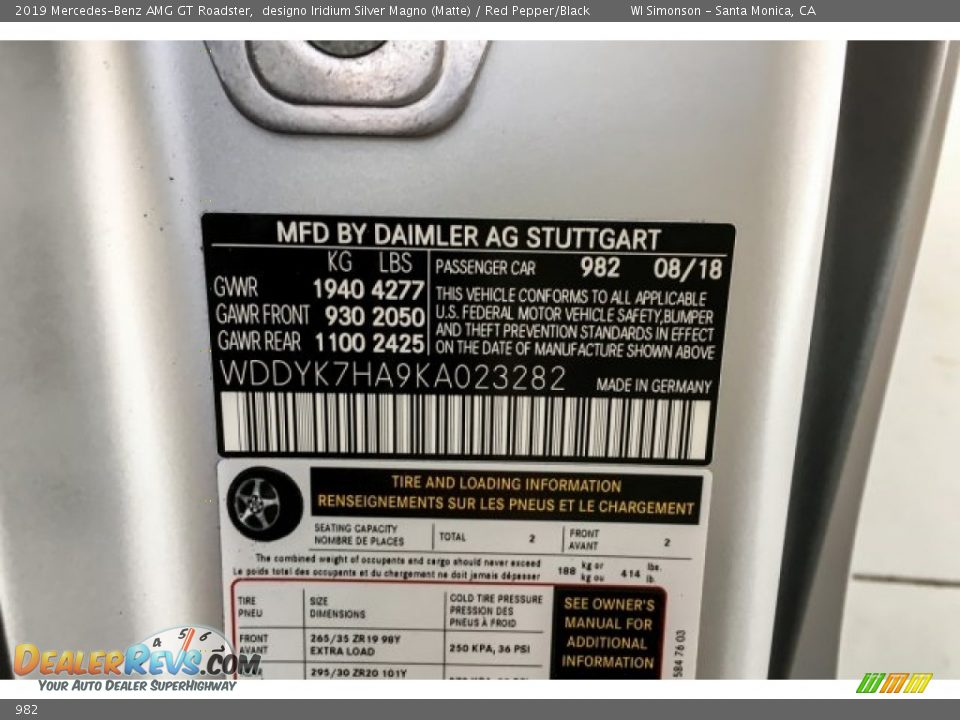 2019 Mercedes-Benz AMG GT Roadster, designo Iridium Silver Magno (Matte) / Red Pepper/Black WI Simonson - Santa Monica, CA
MFD BY DAIMLER AG STUTTGART
KG LBS
GVWR 1940 4277
GAWR FRONT 930 2050
GAWR REAR 1100 2425
PASSENGER CAR 982 08/18
THIS VEHICLE CONFORMS TO ALL APPLICABLE
U.S. FEDERAL MOTOR VEHICLE SAFETY,BUMPER
AND THEFT PREVENTION STANDARDS IN EFFECT
ON THE DATE OF MANUFACTURE SHOWN ABOVE
WDDYK7HA9KA023282 MADE IN GERMANY
TIRE AND LOADING INFORMATION
RENSEIGNEMENTS SUR LES PNEUS ET LE CHARGEMENT
SEATING CAPACITY
NOMBRE DE PLACES
TOTAL 2
FRONT
AVANT
2
The combined weight of occupants and cargo should never exceed
Le poids total des occupants et du chargement ne doit jamais dépasser
188 kg or
kg ou
414 lbs.
lb.
TIRE
PNEU
SIZE
DIMENSIONS
COLD TIRE PRESSURE
PRESSION DES
PNEUS À FROID
SEE OWNER'S
MANUAL FOR
ADDITIONAL
INFORMATION
FRONT
AVANT
265/35 ZR19 98Y
EXTRA LOAD
250 KPA, 36 PSI
295/30 ZR20 101Y
584 76 03
4 5 6
DEALERREVS.COM
YOUR AUTO DEALER SUPERHIGHWAY
982